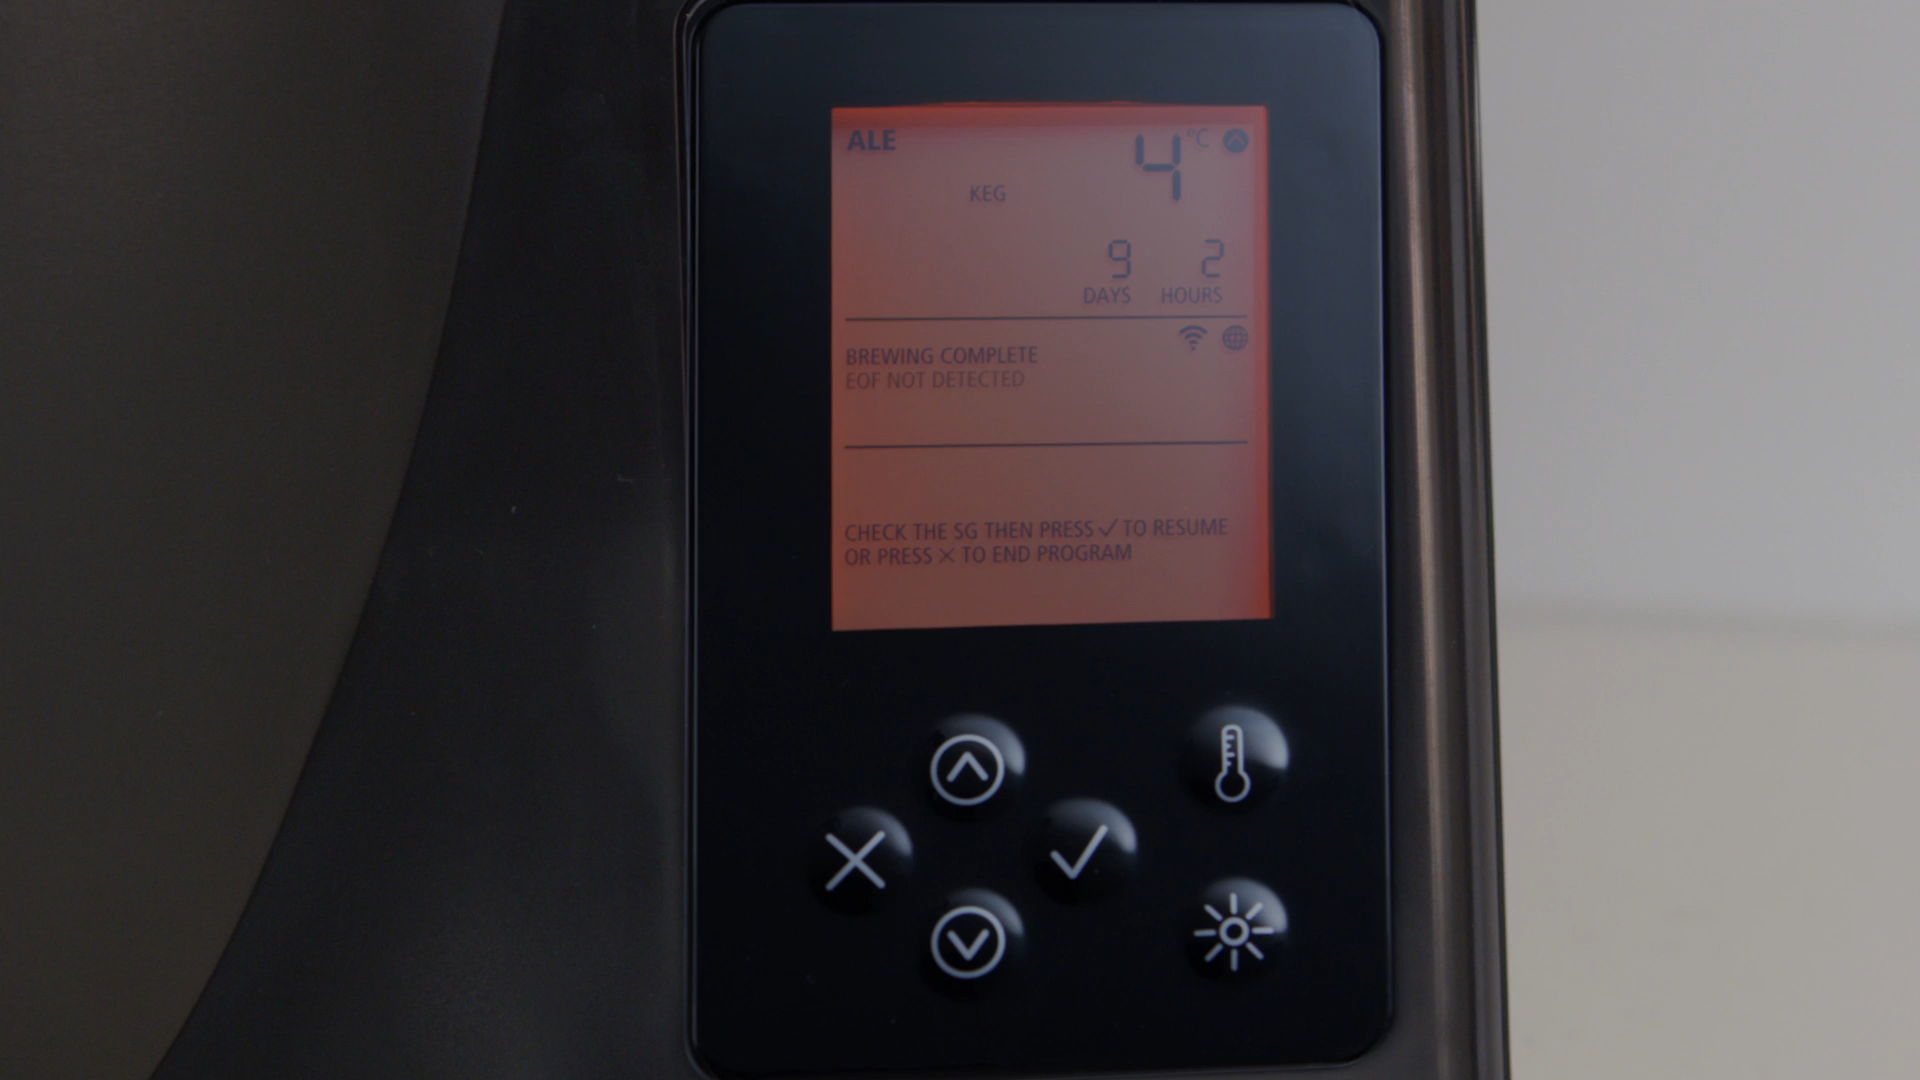 ALE 4 °C
KEG
9 2
DAYS HOURS
BREWING COMPLETE
EOF NOT DETECTED
CHECK THE SG THEN PRESS ✓ TO RESUME
OR PRESS × TO END PROGRAM